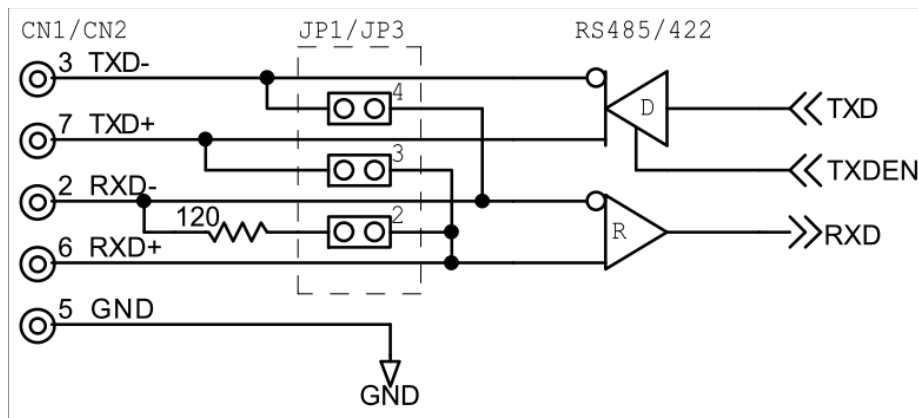 CN1/CN2 JP1/JP3 RS485/422
3 TXD-
4 D TXD
7 TXD+
3 TXDEN
2 RXD-
120 2 R RXD
6 RXD+
5 GND
GND